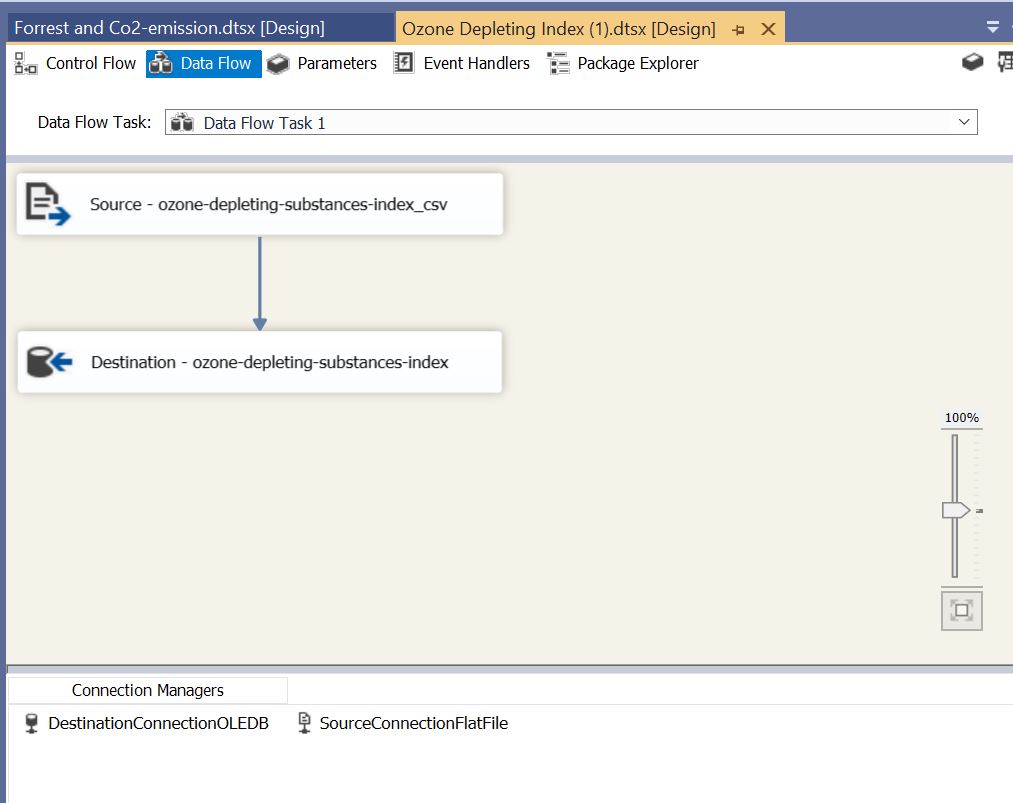 Forrest and Co2-emission.dtsx [Design]
Ozone Depleting Index (1).dtsx [Design]
Control Flow
Data Flow
Parameters
Event Handlers
Package Explorer
Data Flow Task:
Data Flow Task 1
Source - ozone-depleting-substances-index_csv
Destination - ozone-depleting-substances-index
100%
Connection Managers
DestinationConnectionOLEDB
SourceConnectionFlatFile